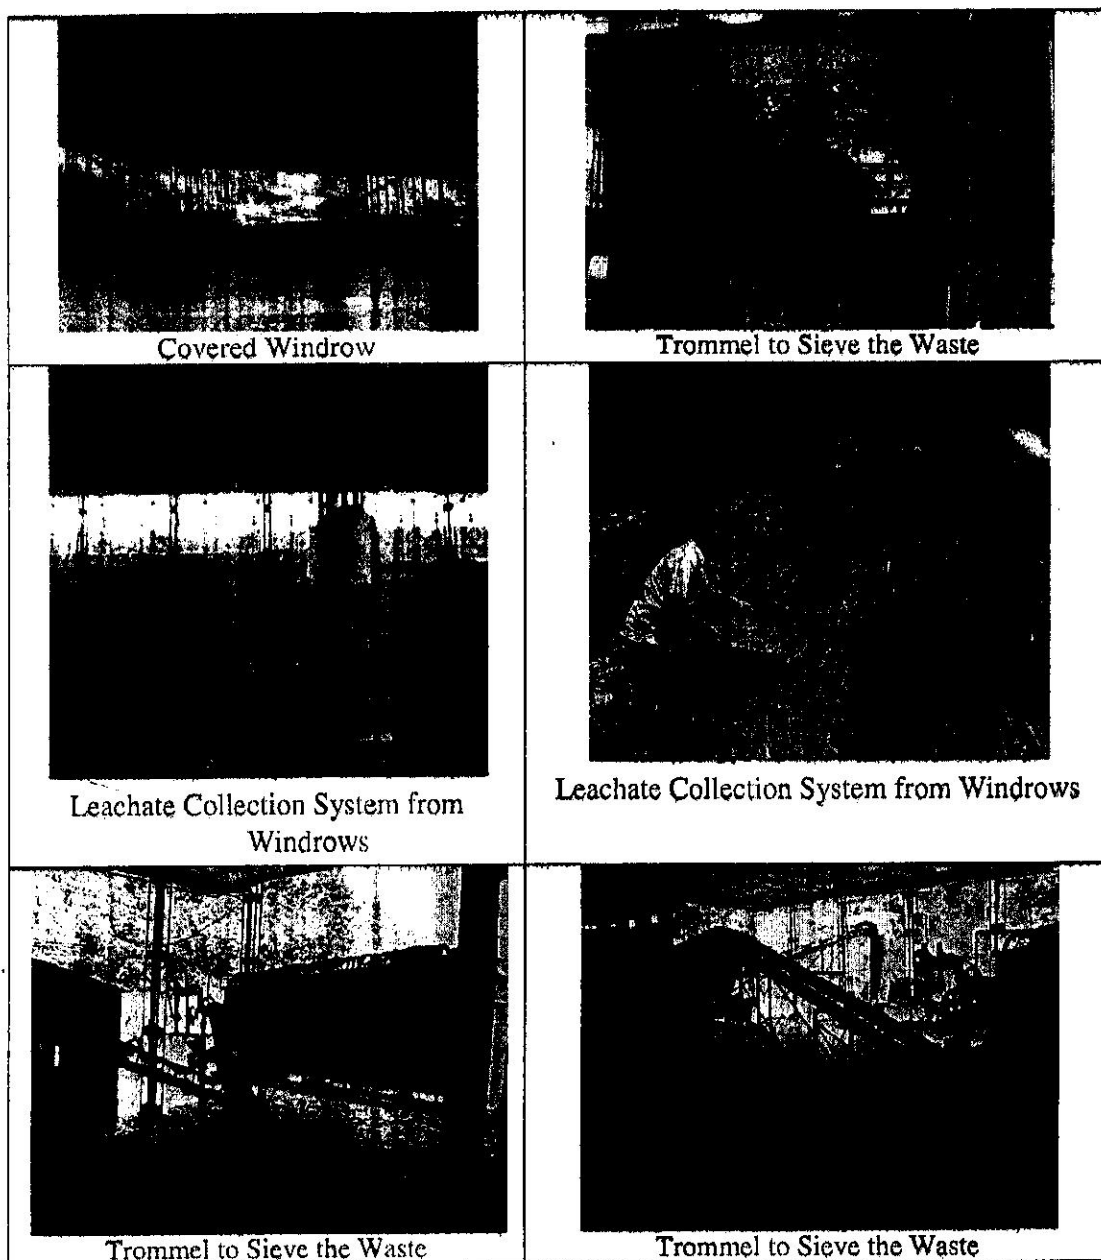 Covered Windrow
Trommel to Sieve the Waste
Leachate Collection System from
Windrows
Leachate Collection System from Windrows
Trommel to Sieve the Waste
Trommel to Sieve the Waste